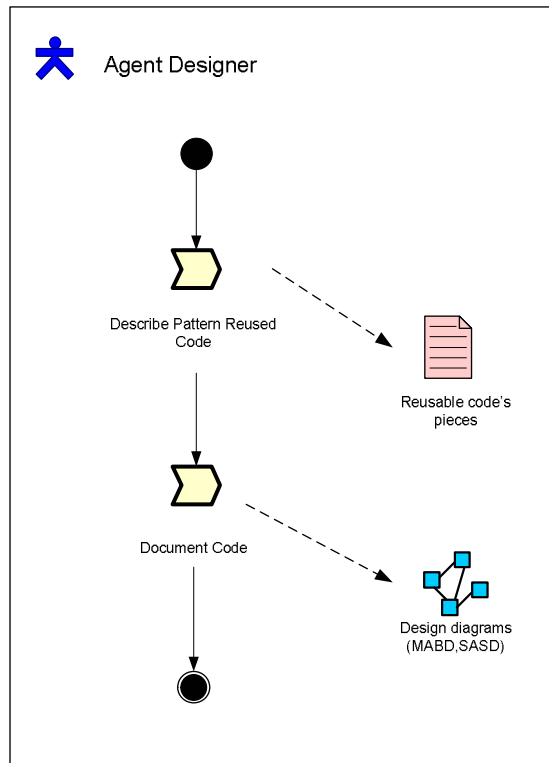 Agent Designer
Describe Pattern Reused
Code
Reusable code's
pieces
Document Code
Design diagrams
(MABD,SASD)